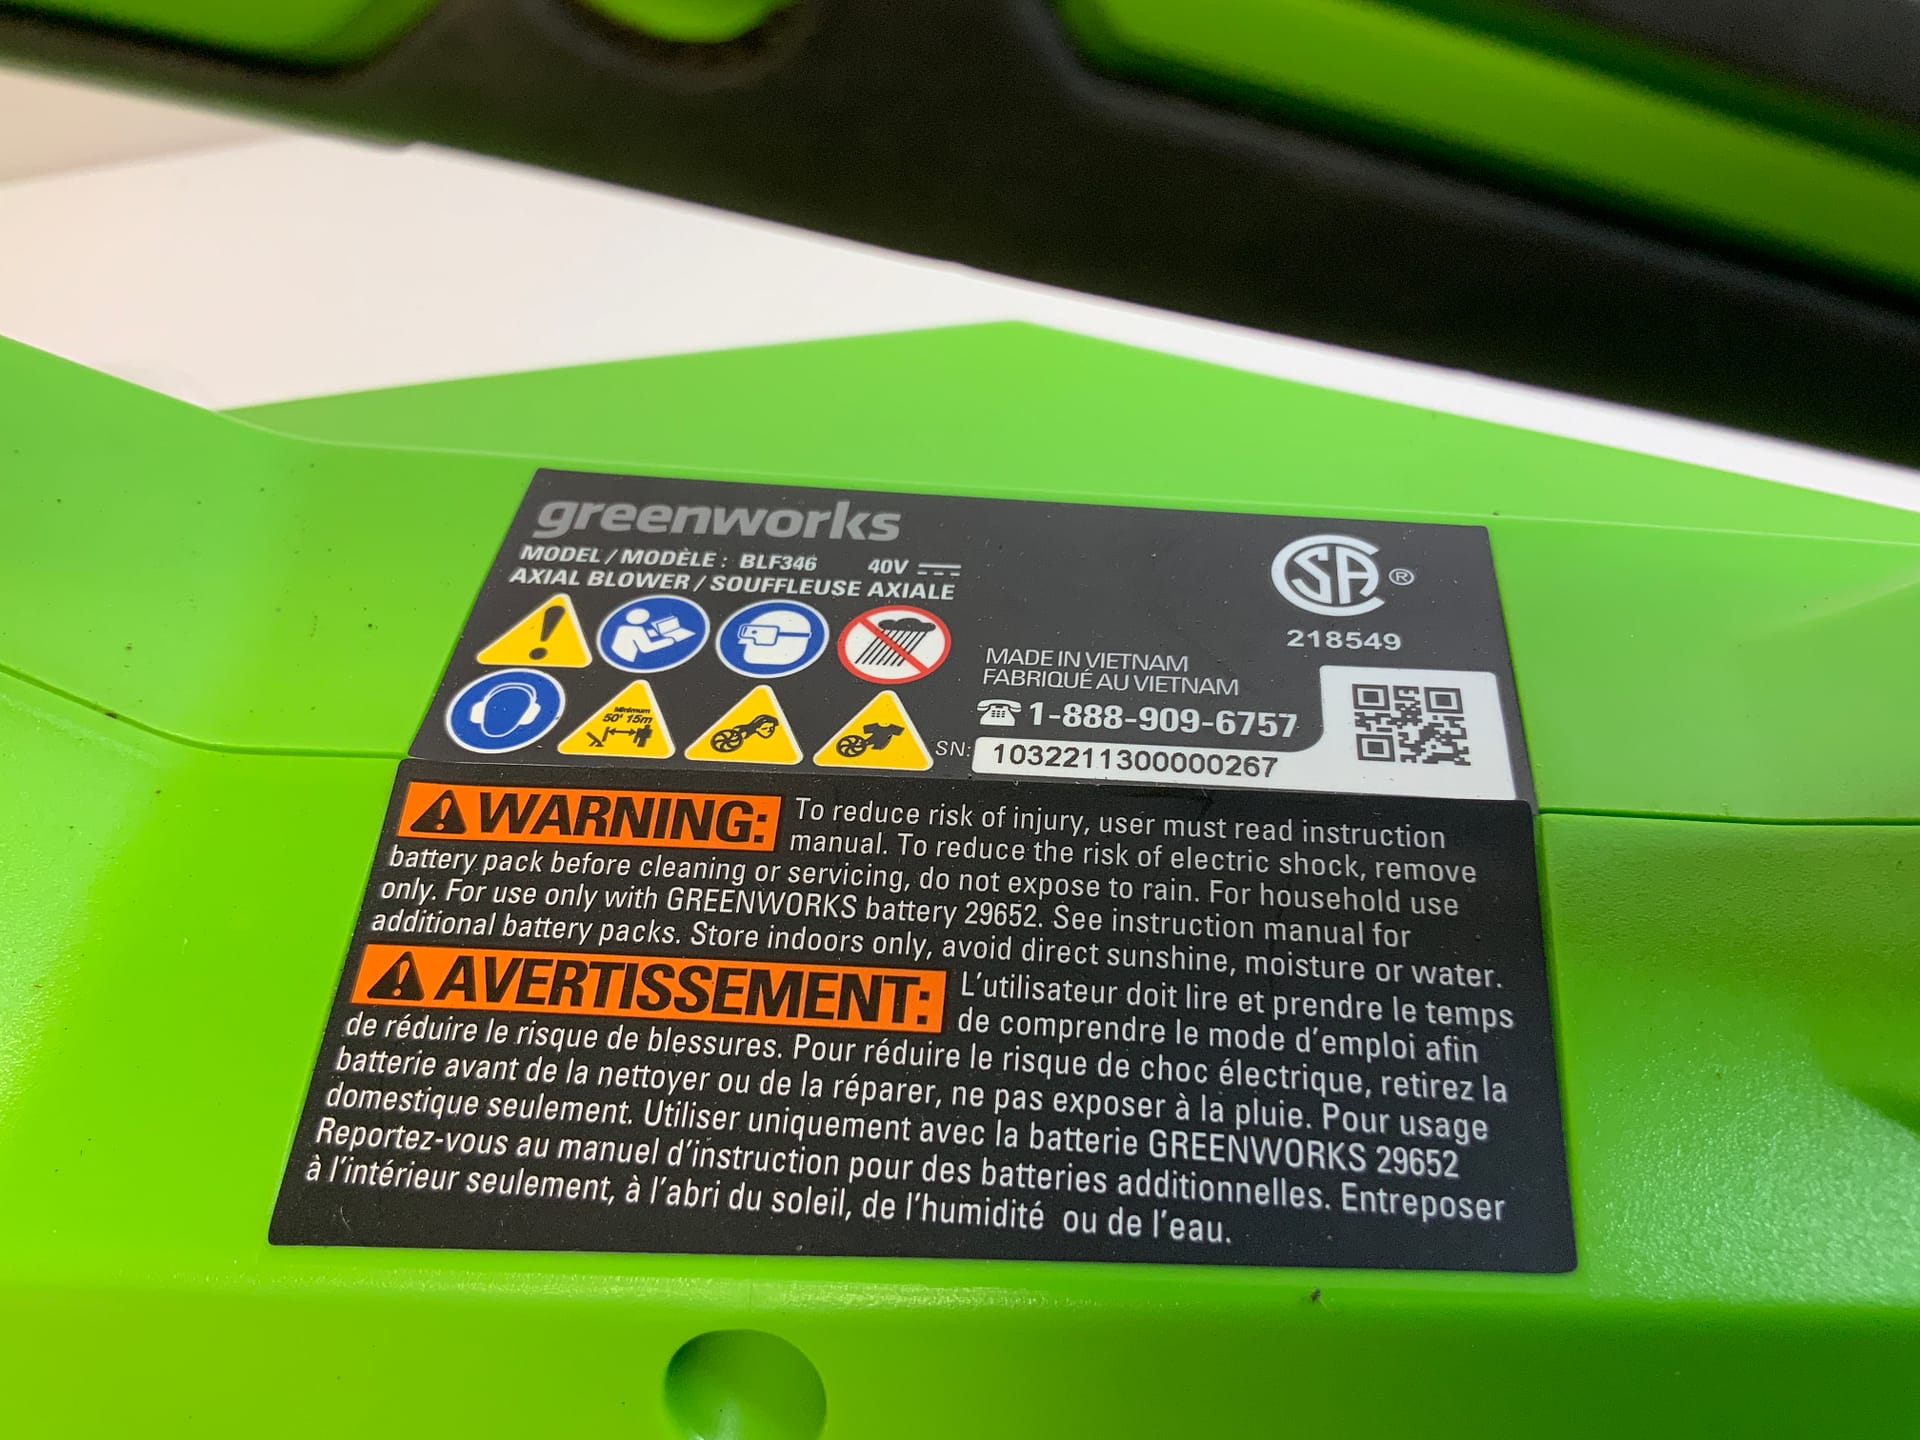 greenworks
MODEL / MODÈLE : BLF346 40V
AXIAL BLOWER / SOUFFLEUSE AXIALE
Minimum
50' 15m
CSA ®
218549
MADE IN VIETNAM
FABRIQUÉ AU VIETNAM
1-888-909-6757
SN: 1032211300000267
WARNING: To reduce risk of injury, user must read instruction
manual. To reduce the risk of electric shock, remove
battery pack before cleaning or servicing, do not expose to rain. For household use
only. For use only with GREENWORKS battery 29652. See instruction manual for
additional battery packs. Store indoors only, avoid direct sunshine, moisture or water.
AVERTISSEMENT: L'utilisateur doit lire et prendre le temps
de comprendre le mode d'emploi afin
de réduire le risque de blessures. Pour réduire le risque de choc électrique, retirez la
batterie avant de la nettoyer ou de la réparer, ne pas exposer à la pluie. Pour usage
domestique seulement. Utiliser uniquement avec la batterie GREENWORKS 29652
Reportez-vous au manuel d'instruction pour des batteries additionnelles. Entreposer
à l'intérieur seulement, à l'abri du soleil, de l'humidité ou de l'eau.